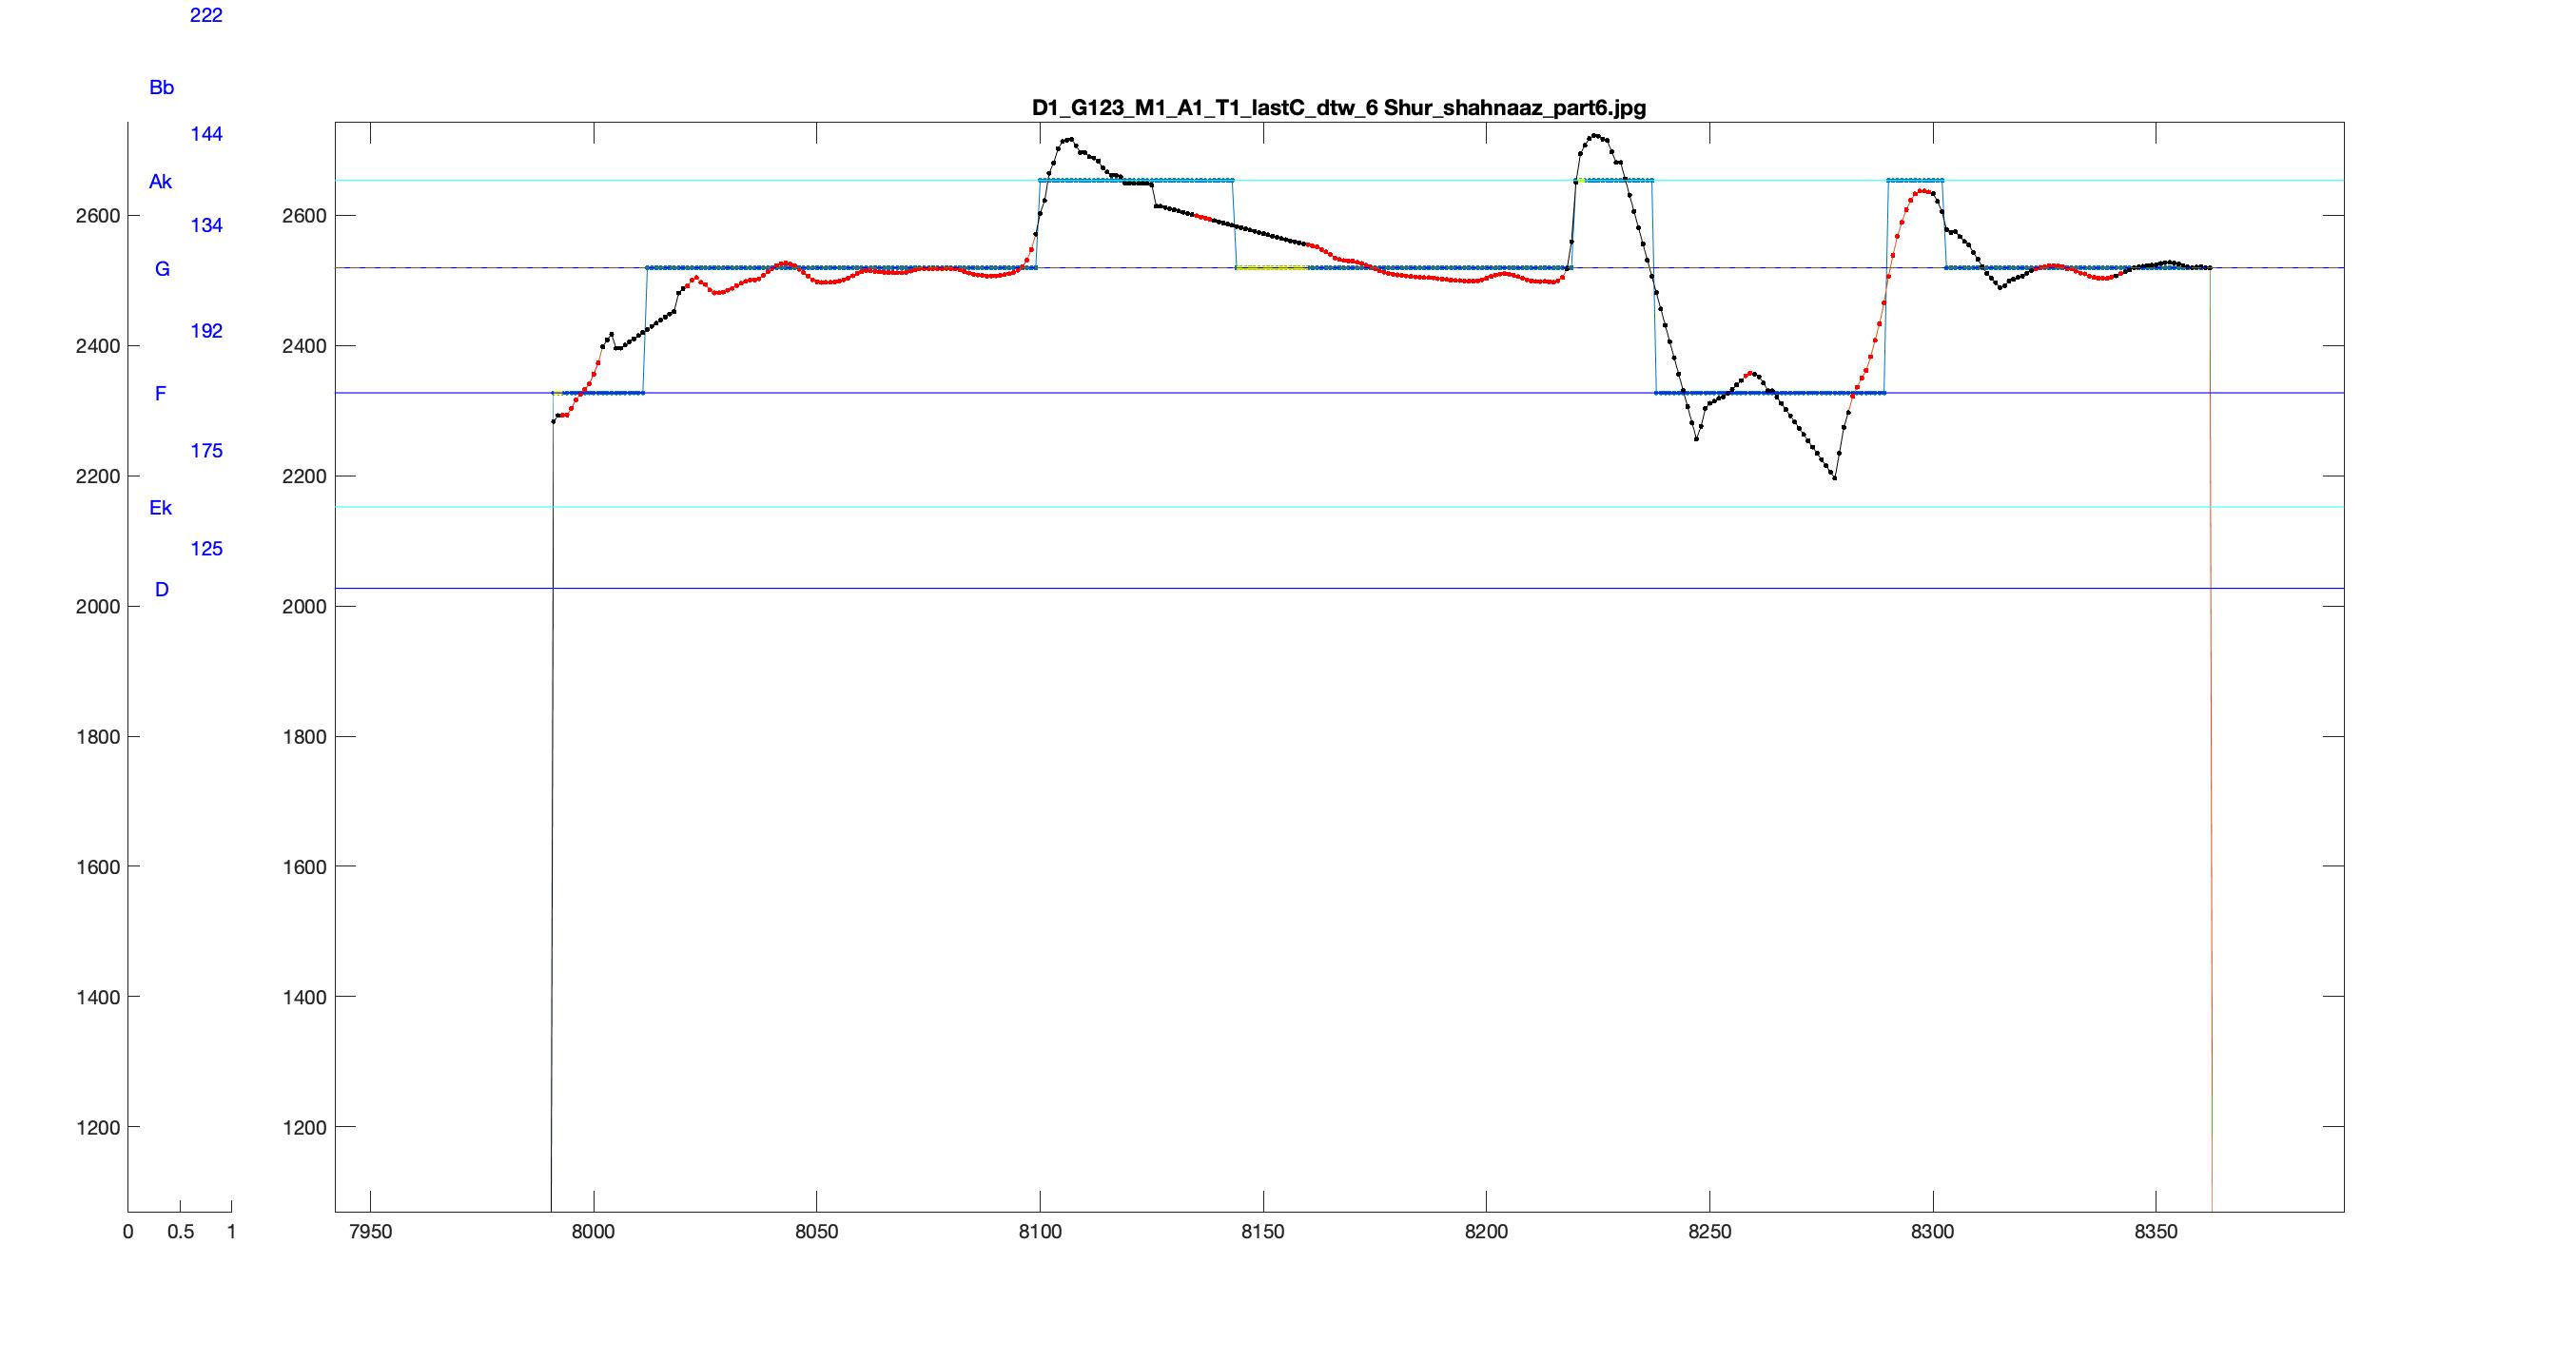 222
Bb
D1_G123_M1_A1_T1_lastC_dtw_6 Shur_shahnaaz_part6.jpg
144
Ak
2600 134 2600
G
192
2400 2400
F
175
2200 2200
Ek
125
D
2000 2000
1800 1800
1600 1600
1400 1400
1200 1200
0 0.5 1 7950 8000 8050 8100 8150 8200 8250 8300 8350